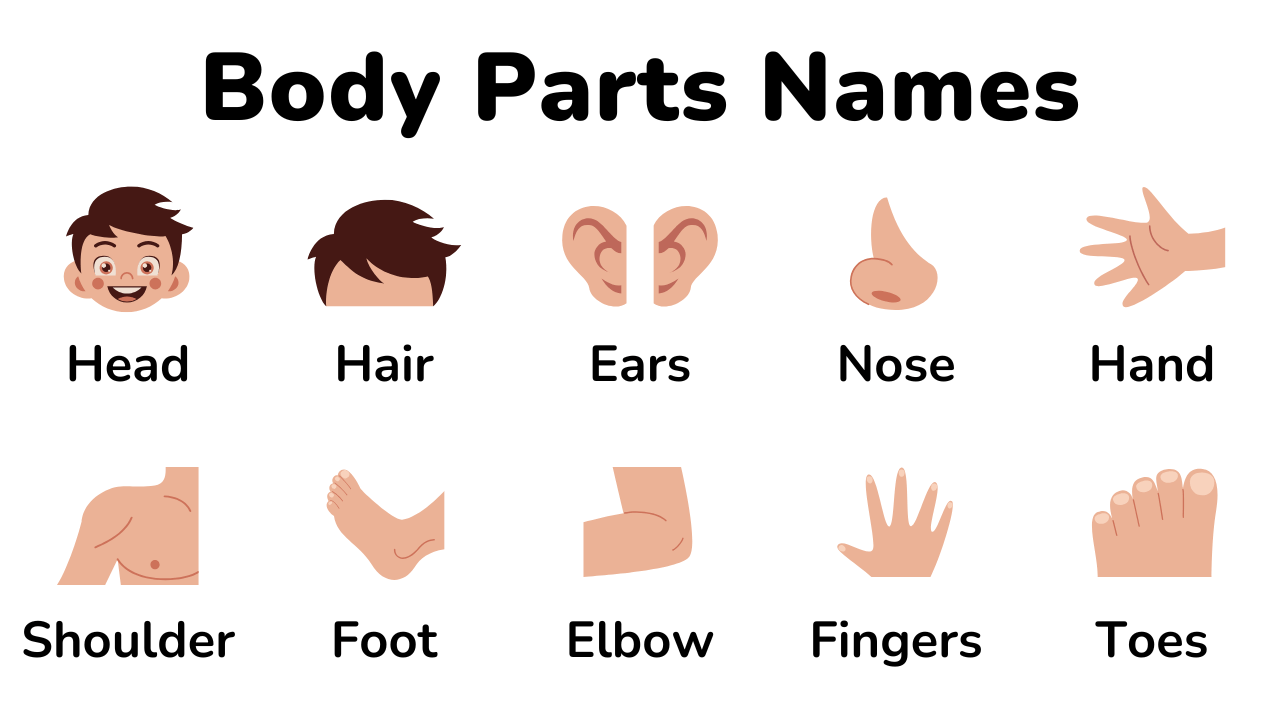 Body Parts Names
Head
Hair
Ears
Nose
Hand
Shoulder
Foot
Elbow
Fingers
Toes